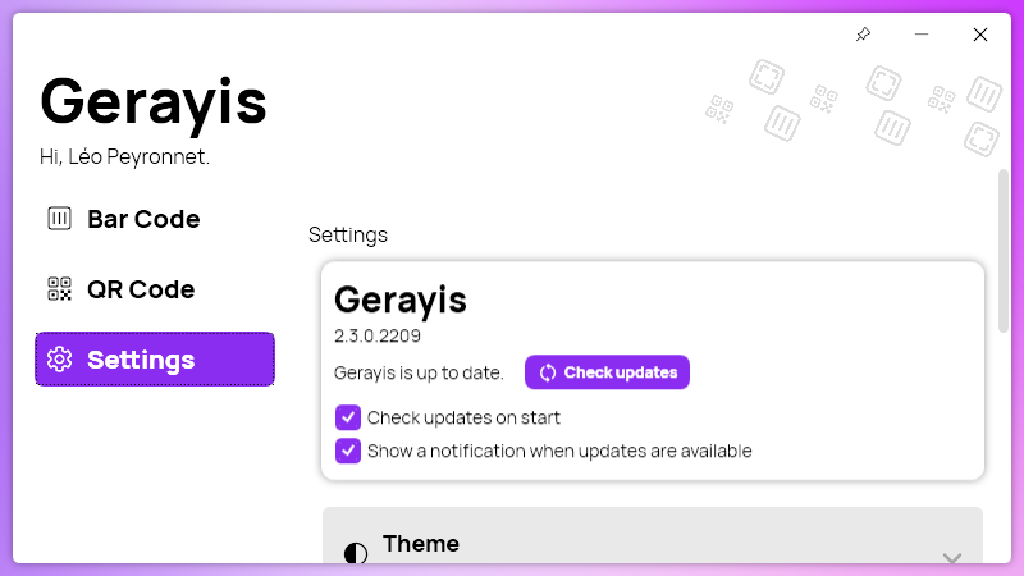 Gerayis
Hi, Léo Peyronnet.
Bar Code
QR Code
Settings
Settings
Gerayis
2.3.0.2209
Gerayis is up to date.
Check updates
Check updates on start
Show a notification when updates are available
Theme